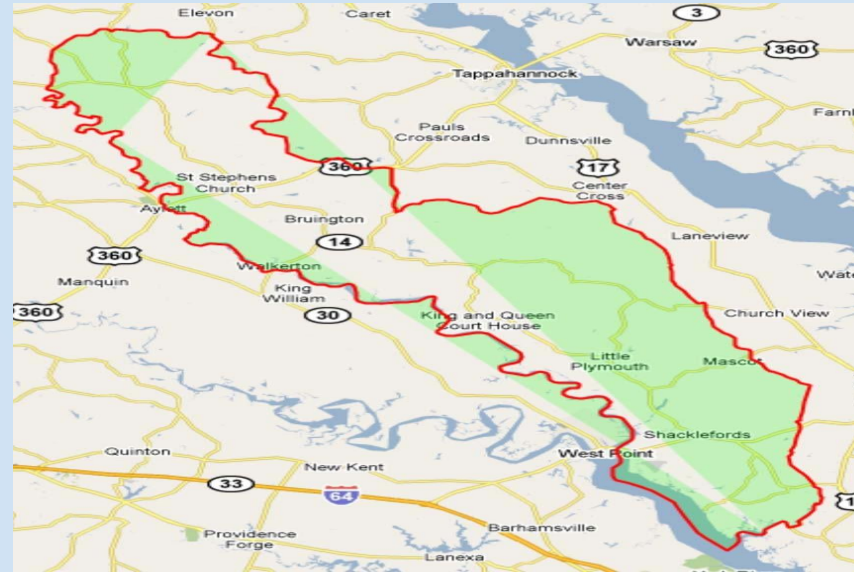 Elevon
Caret
3
Warsaw
360
Tappahannock
Farnh
Pauls
Crossroads
Dunnsville
360
17
St Stephens
Church
Center
Cross
Aylett
Bruington
14
Laneview
360
Walkerton
Manquin
King
William
Wate
360
30
King and Queen
Court House
Church View
Little
Plymouth
Mascot
Shacklefords
Quinton
New Kent
West Point
33
64
1
Providence
Forge
Barhamsville
Lanexa